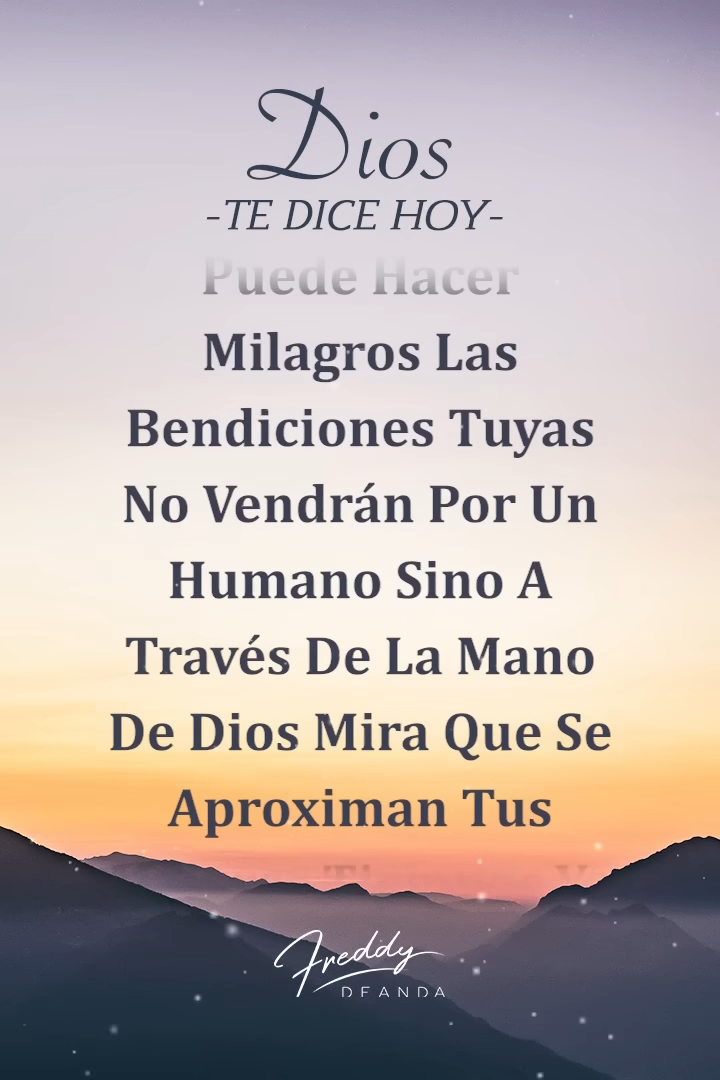 Dios
-TE DICE HOY-
Puede Hacer
Milagros Las
Bendiciones Tuyas
No Vendrán Por Un
Humano Sino A
Través De La Mano
De Dios Mira Que Se
Aproximan Tus
Freddy
DEANDA